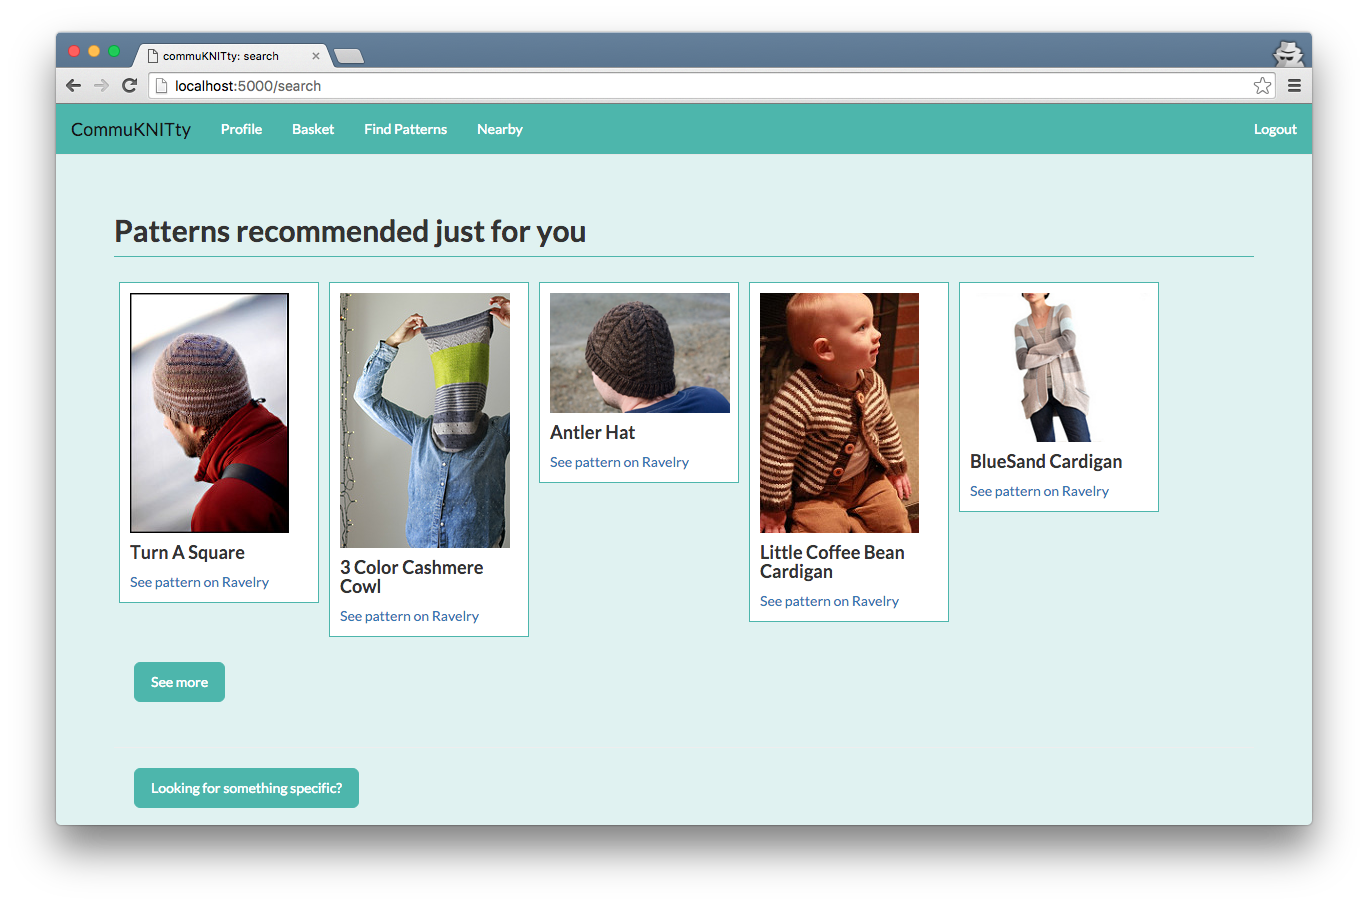 commuKNITty: search
localhost:5000/search
CommuKNITty Profile Basket Find Patterns Nearby Logout
Patterns recommended just for you
Turn A Square
See pattern on Ravelry
3 Color Cashmere
Cowl
See pattern on Ravelry
Antler Hat
See pattern on Ravelry
Little Coffee Bean
Cardigan
See pattern on Ravelry
BlueSand Cardigan
See pattern on Ravelry
See more
Looking for something specific?